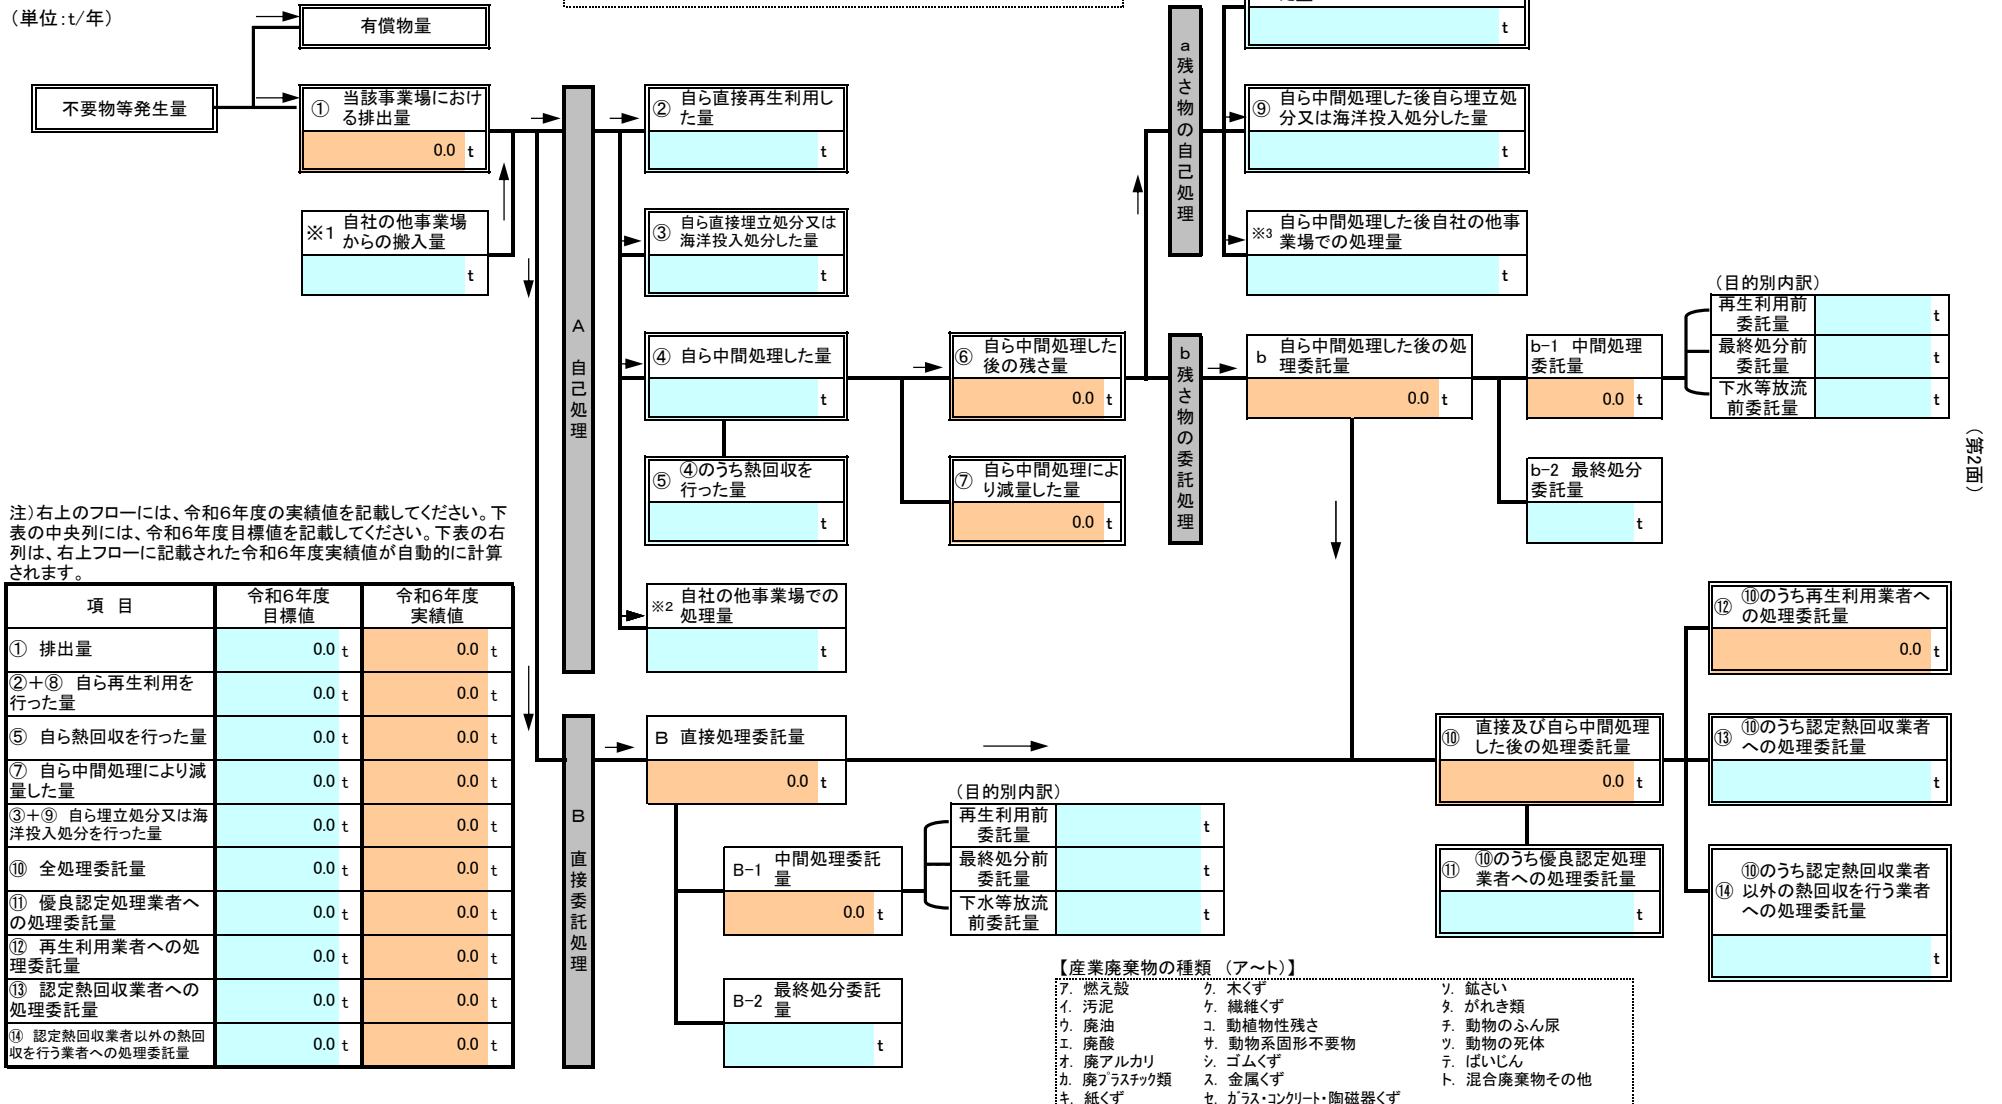 （単位:t/年）
有償物量
不要物等発生量
① 当該事業場におけ
る排出量
0.0 t
※1 自社の他事業場
からの搬入量
t
A 自己処理
② 自ら直接再生利用し
た量
t
③ 自ら直接埋立処分又は
海洋投入処分した量
t
④ 自ら中間処理した量
t
⑤ ④のうち熱回収を
行った量
t
※2 自社の他事業場での
処理量
t
⑥ 自ら中間処理した
後の残さ量
0.0 t
⑦ 自ら中間処理によ
り減量した量
0.0 t
a 残さ物の自己処理
t
⑨ 自ら中間処理した後自ら埋立処
分又は海洋投入処分した量
t
※3 自ら中間処理した後自社の他事
業場での処理量
t
b 残さ物の委託処理
b 自ら中間処理した後の処
理委託量
0.0 t
b-1 中間処理
委託量
0.0 t
b-2 最終処分
委託量
t
（目的別内訳）
再生利用前
委託量
t
最終処分前
委託量
t
下水等放流
前委託量
t
（第2面）
注）右上のフローには、令和6年度の実績値を記載してください。下
表の中央列には、令和6年度目標値を記載してください。下表の右
列は、右上フローに記載された令和6年度実績値が自動的に計算
されます。
項 目 令和6年度 令和6年度
目標値 実績値
① 排出量 0.0 t 0.0 t
②＋⑧ 自ら再生利用を
行った量 0.0 t 0.0 t
⑤ 自ら熱回収を行った量 0.0 t 0.0 t
⑦ 自ら中間処理により減
量した量 0.0 t 0.0 t
③＋⑨ 自ら埋立処分又は海
洋投入処分を行った量 0.0 t 0.0 t
⑩ 全処理委託量 0.0 t 0.0 t
⑪ 優良認定処理業者へ
の処理委託量 0.0 t 0.0 t
⑫ 再生利用業者への処
理委託量 0.0 t 0.0 t
⑬ 認定熱回収業者への
処理委託量 0.0 t 0.0 t
⑭ 認定熱回収業者以外の熱回
収を行う業者への処理委託量 0.0 t 0.0 t
B 直接委託処理
B 直接処理委託量
0.0 t
B-1 中間処理委託
量
0.0 t
B-2 最終処分委託
量
t
（目的別内訳）
再生利用前
委託量
t
最終処分前
委託量
t
下水等放流
前委託量
t
⑩ 直接及び自ら中間処理
した後の処理委託量
0.0 t
⑪ ⑩のうち優良認定処理
業者への処理委託量
t
⑫ ⑩のうち再生利用業者へ
の処理委託量
0.0 t
⑬ ⑩のうち認定熱回収業者
への処理委託量
t
⑭ ⑩のうち認定熱回収業者
以外の熱回収を行う業者
への処理委託量
t
【産業廃棄物の種類 （ア～ト）】
ア. 燃え殻 ク. 木くず ソ. 鉱さい
イ. 汚泥 ケ. 繊維くず タ. がれき類
ウ. 廃油 コ. 動植物性残さ チ. 動物のふん尿
エ. 廃酸 サ. 動物系固形不要物 ツ. 動物の死体
オ. 廃アルカリ シ. ゴムくず テ. ばいじん
カ. 廃プラスチック類 ス. 金属くず ト. 混合廃棄物その他
キ. 紙くず セ. ガラス・コンクリート・陶磁器くず